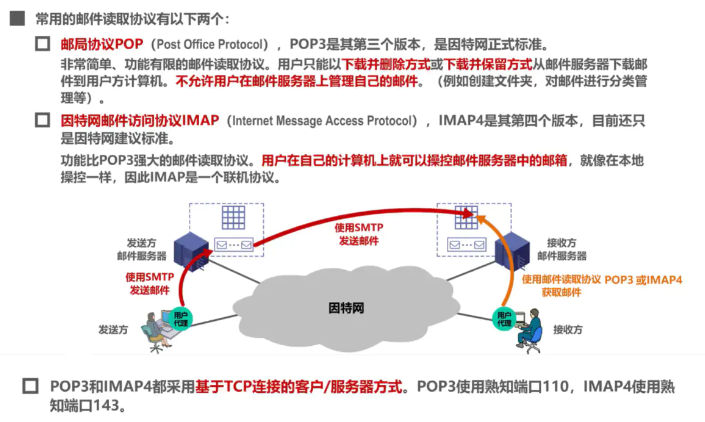 常用的邮件读取协议有以下两个：
邮局协议POP（Post Office Protocol），POP3是其第三个版本，是因特网正式标准。
非常简单、功能有限的邮件读取协议。用户只能以下载并删除方式或下载并保留方式从邮件服务器下载邮
件到用户方计算机。不允许用户在邮件服务器上管理自己的邮件。（例如创建文件夹，对邮件进行分类管
理等）。
因特网邮件访问协议IMAP（Internet Message Access Protocol），IMAP4是其第四个版本，目前还只
是因特网建议标准。
功能比POP3强大的邮件读取协议。用户在自己的计算机上就可以操控邮件服务器中的邮箱，就像在本地
操控一样，因此IMAP是一个联机协议。
使用SMTP
发送邮件
发送方
邮件服务器
接收方
邮件服务器
使用SMTP
发送邮件
使用邮件读取协议 POP3 或IMAP4
获取邮件
因特网
用户
代理
用户
代理
发送方
接收方
POP3和IMAP4都采用基于TCP连接的客户/服务器方式。POP3使用熟知端口110，IMAP4使用熟
知端口143。